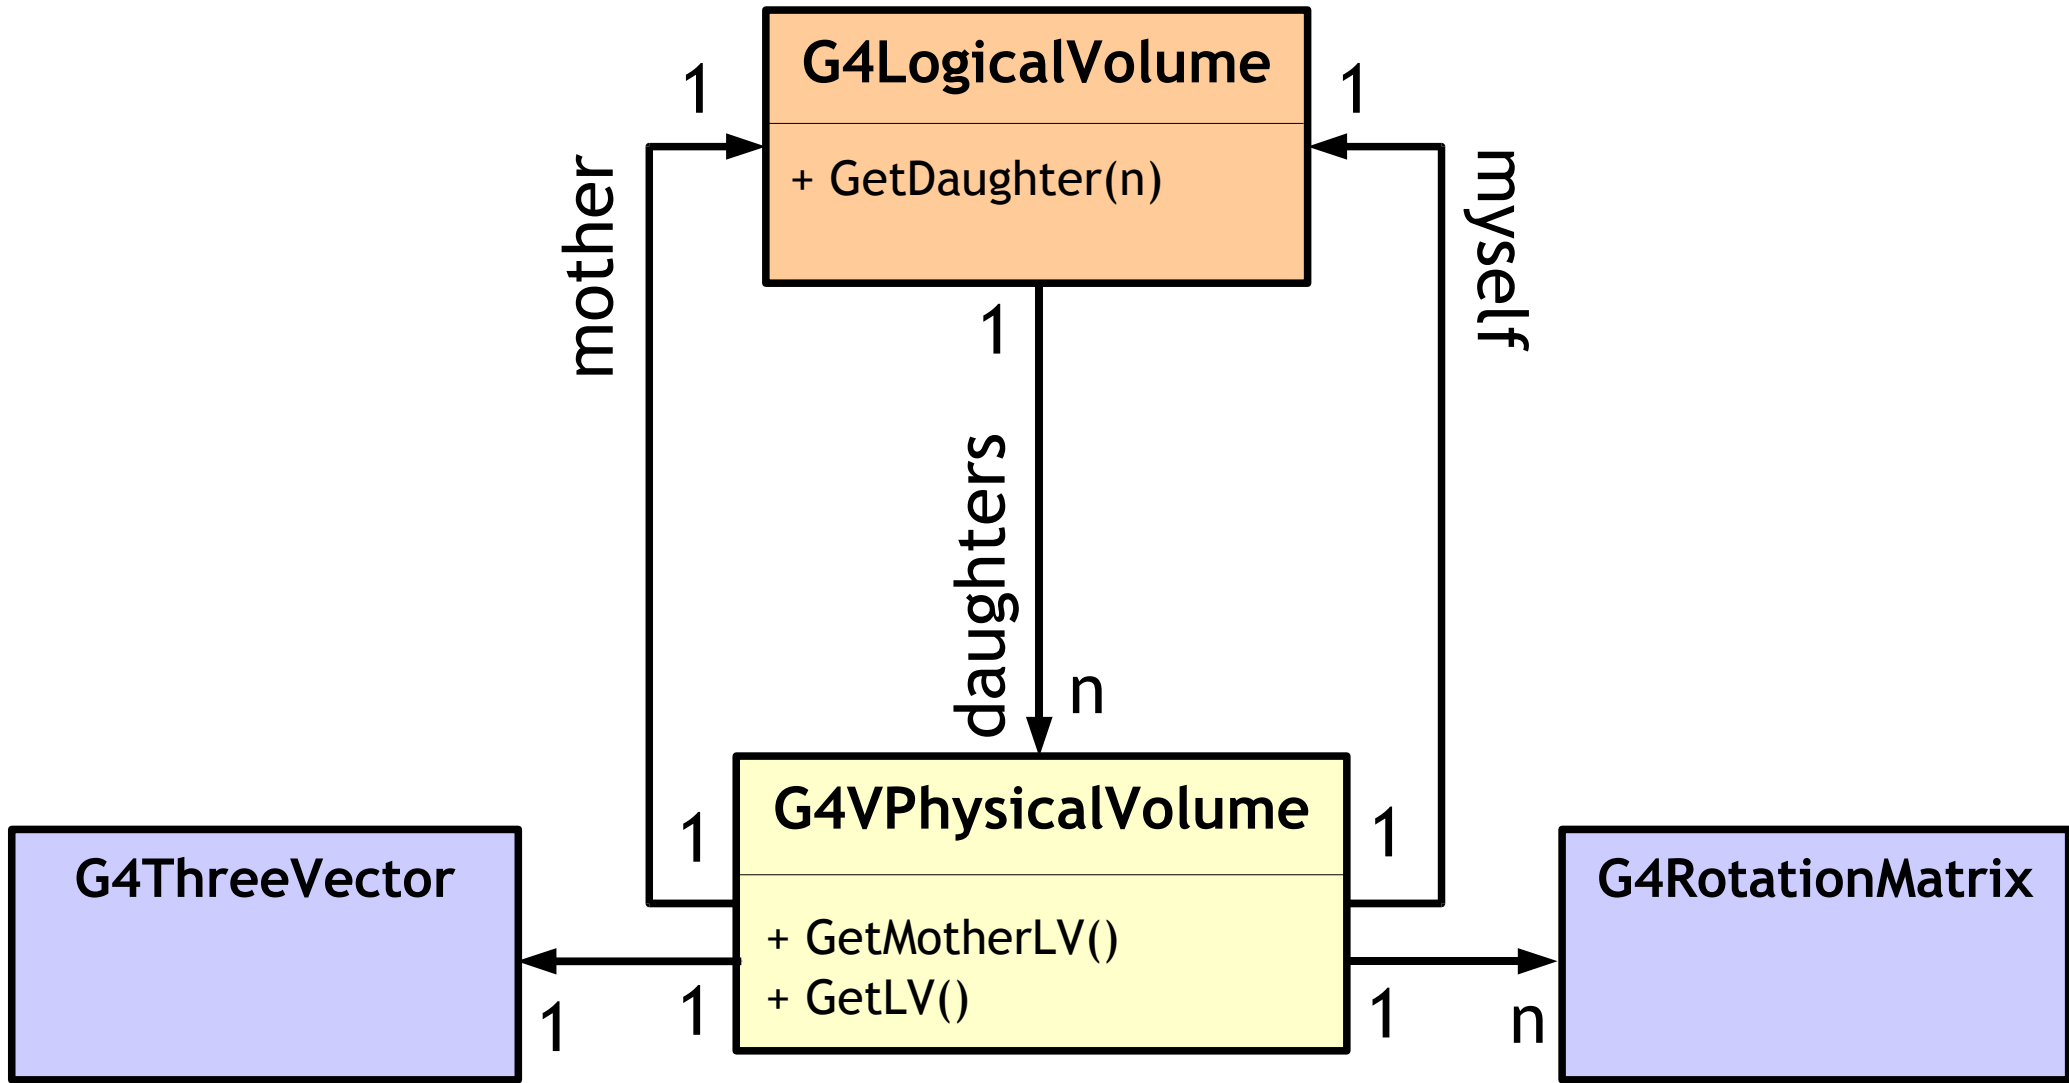 G4LogicalVolume
+ GetDaughter(n)
1
1
mother
myself
1
daughters
n
G4VPhysicalVolume
+ GetMotherLV()
+ GetLV()
1
1
G4ThreeVector
1
1
G4RotationMatrix
1
n